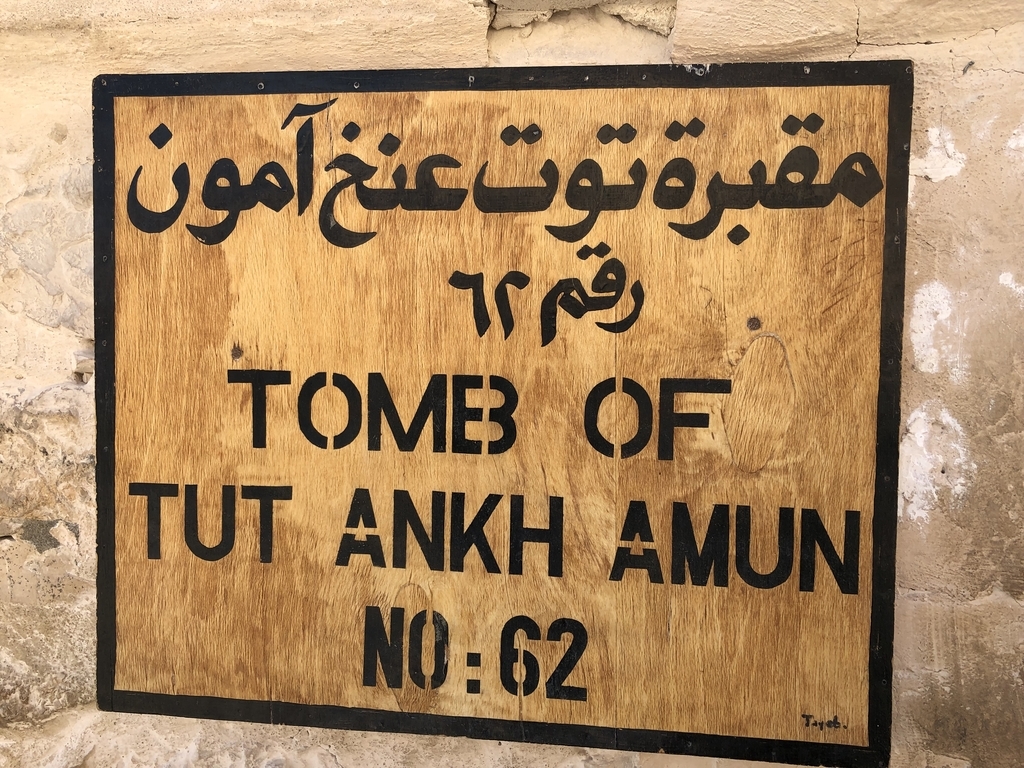 مقبرة توت عنخ آمون
رقم ٦٢
TOMB OF
TUT ANKH AMUN
NO: 62
Tayeb.